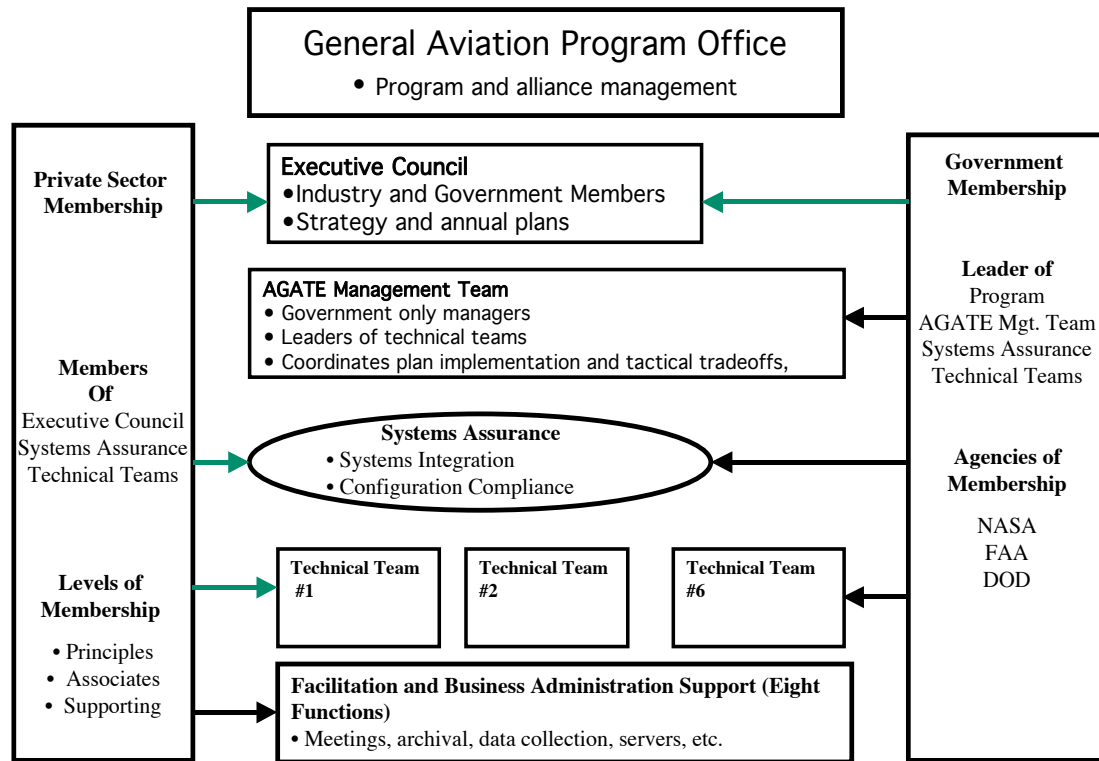 General Aviation Program Office
• Program and alliance management
Private Sector
Membership
Members
Of
Executive Council
Systems Assurance
Technical Teams
Levels of
Membership
• Principles
• Associates
• Supporting
Executive Council
•Industry and Government Members
•Strategy and annual plans
AGATE Management Team
• Government only managers
• Leaders of technical teams
• Coordinates plan implementation and tactical tradeoffs,
Systems Assurance
• Systems Integration
• Configuration Compliance
Technical Team
#1
Technical Team
#2
Technical Team
#6
Facilitation and Business Administration Support (Eight
Functions)
• Meetings, archival, data collection, servers, etc.
Government
Membership
Leader of
Program
AGATE Mgt. Team
Systems Assurance
Technical Teams
Agencies of
Membership
NASA
FAA
DOD